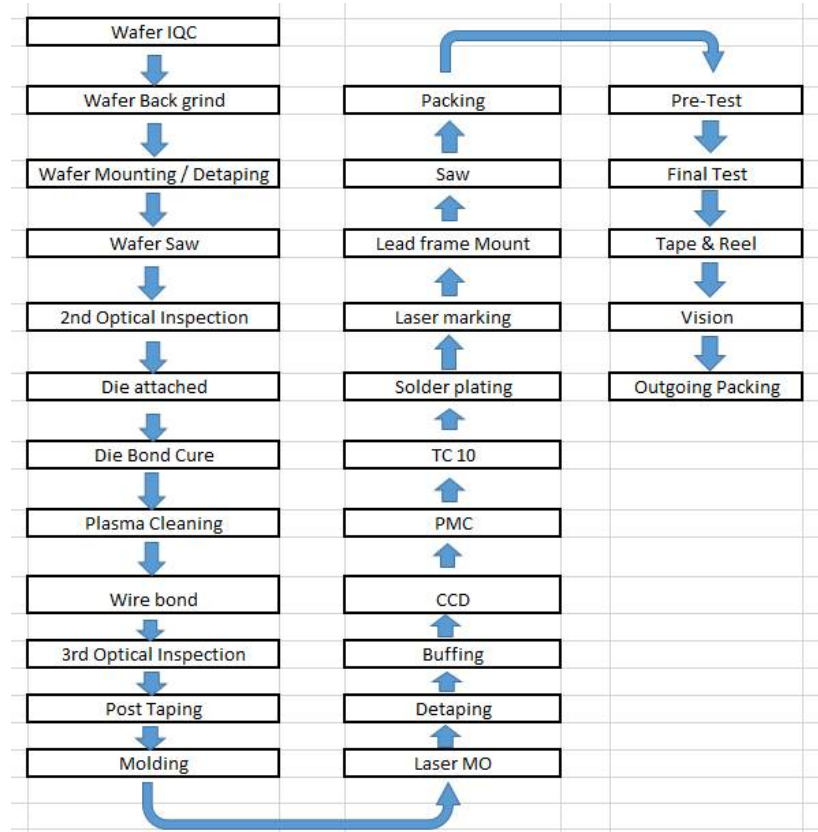 Wafer IQC
Wafer Back grind
Wafer Mounting / Detaping
Wafer Saw
2nd Optical Inspection
Die attached
Die Bond Cure
Plasma Cleaning
Wire bond
3rd Optical Inspection
Post Taping
Molding
Laser MO
Detaping
Buffing
CCD
PMC
TC 10
Solder plating
Laser marking
Lead frame Mount
Saw
Packing
Pre-Test
Final Test
Tape & Reel
Vision
Outgoing Packing